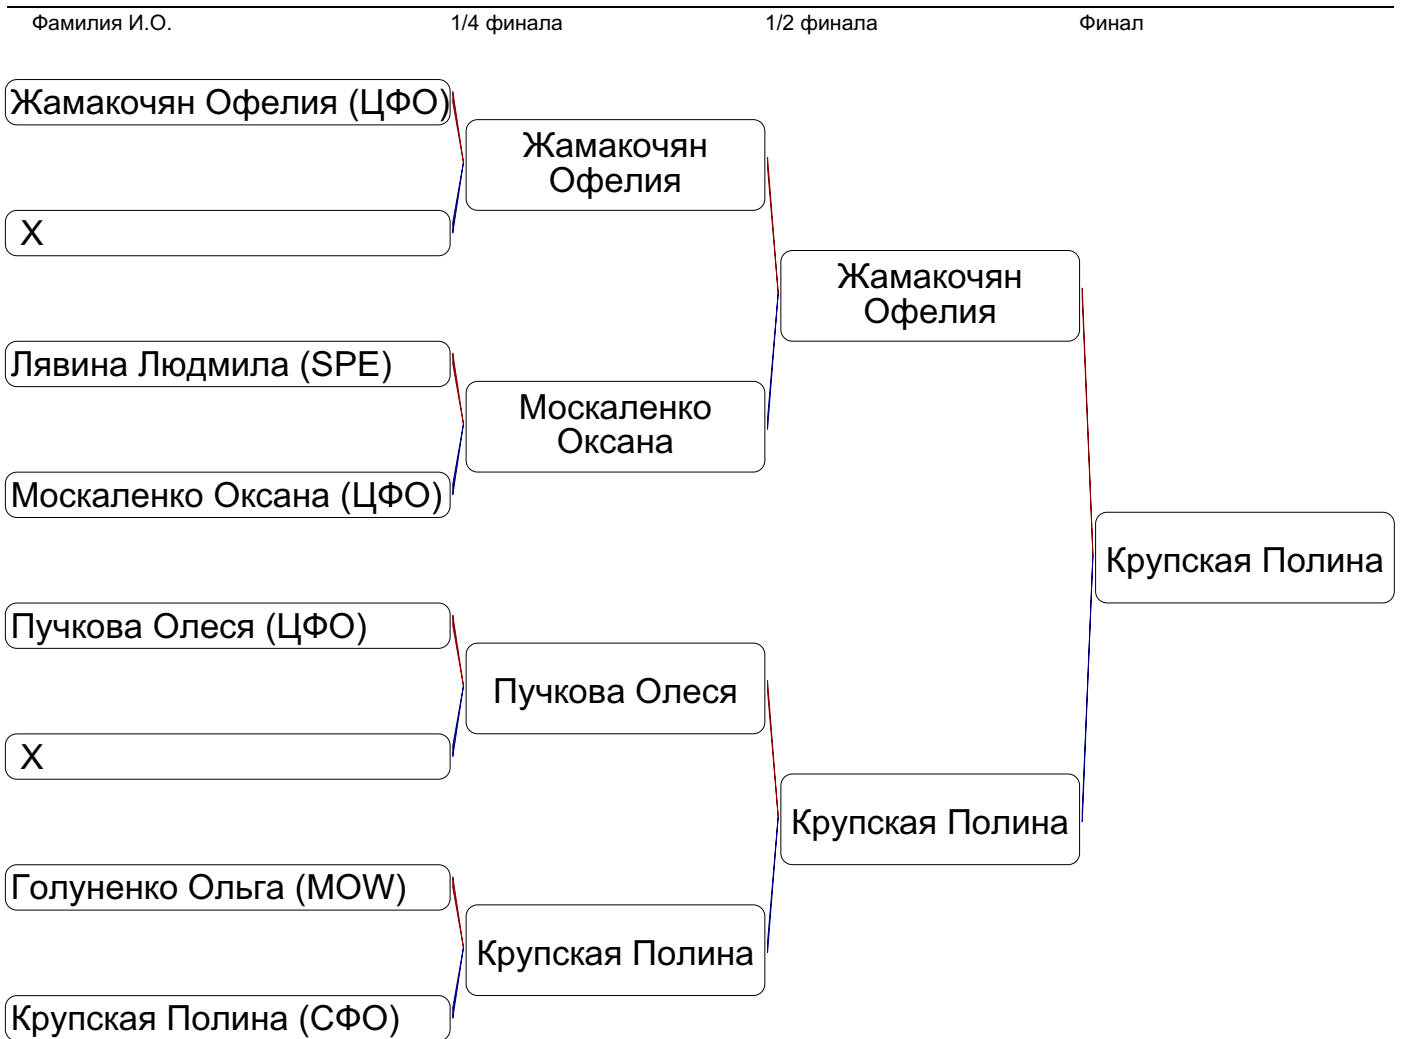 Фамилия И.О. 1/4 финала 1/2 финала Финал
Жамакочян Офелия (ЦФО)
Жамакочян
Офелия
X
Жамакочян
Офелия
Лявина Людмила (SPE)
Москаленко
Оксана
Москаленко Оксана (ЦФО)
Крупская Полина
Пучкова Олеся (ЦФО)
Пучкова Олеся
X
Крупская Полина
Голуненко Ольга (MOW)
Крупская Полина
Крупская Полина (СФО)